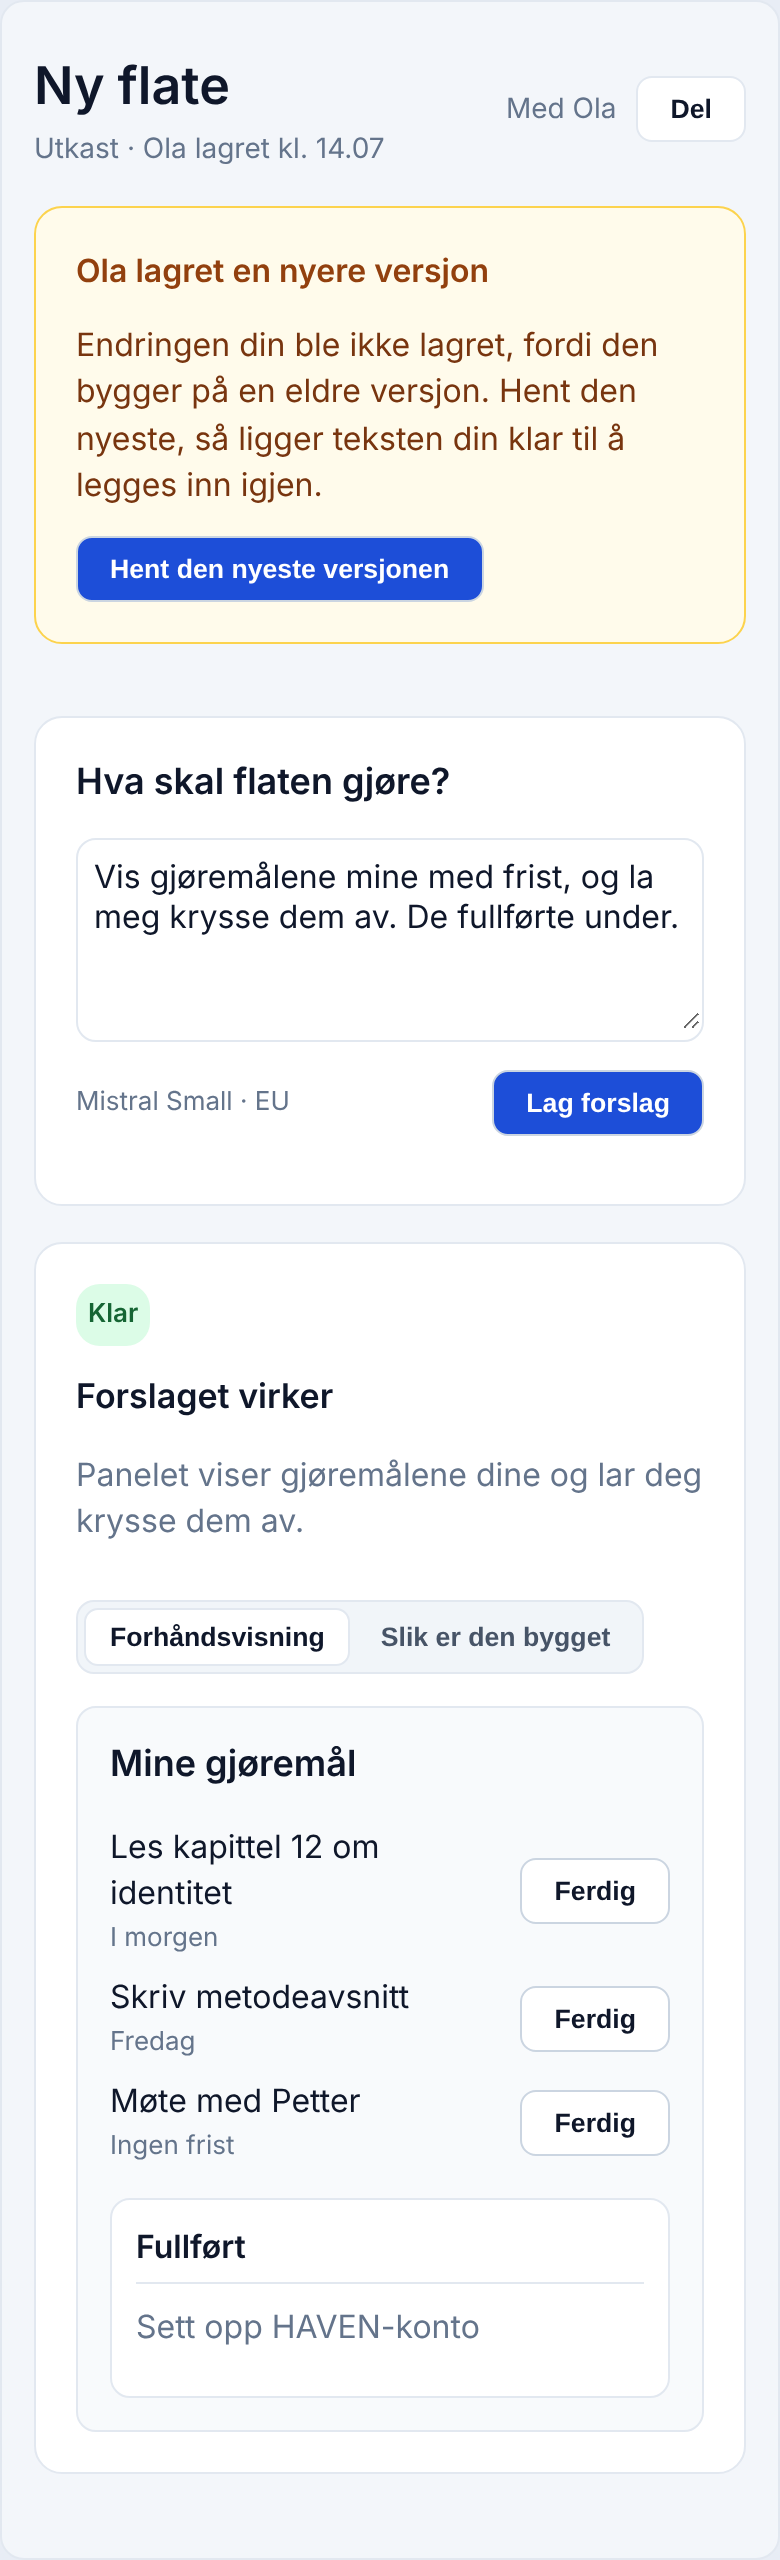 Ny flate
Med Ola
Del
Utkast · Ola lagret kl. 14.07
Ola lagret en nyere versjon
Endringen din ble ikke lagret, fordi den
bygger på en eldre versjon. Hent den
nyeste, så ligger teksten din klar til å
legges inn igjen.
Hent den nyeste versjonen
Hva skal flaten gjøre?
Vis gjøremålene mine med frist, og la
meg krysse dem av. De fullførte under.
Mistral Small · EU
Lag forslag
Klar
Forslaget virker
Panelet viser gjøremålene dine og lar deg
krysse dem av.
Forhåndsvisning
Slik er den bygget
Mine gjøremål
Les kapittel 12 om
identitet
I morgen
Ferdig
Skriv metodeavsnitt
Fredag
Ferdig
Møte med Petter
Ingen frist
Ferdig
Fullført
Sett opp HAVEN-konto